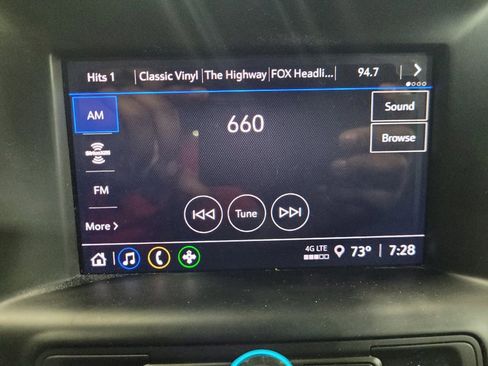 Hits 1 Classic Vinyl The Highway FOX Headli... 94.7
AM
660
Sound
SiriusXM
Browse
FM
Tune
More
4G LTE 73° 7:28